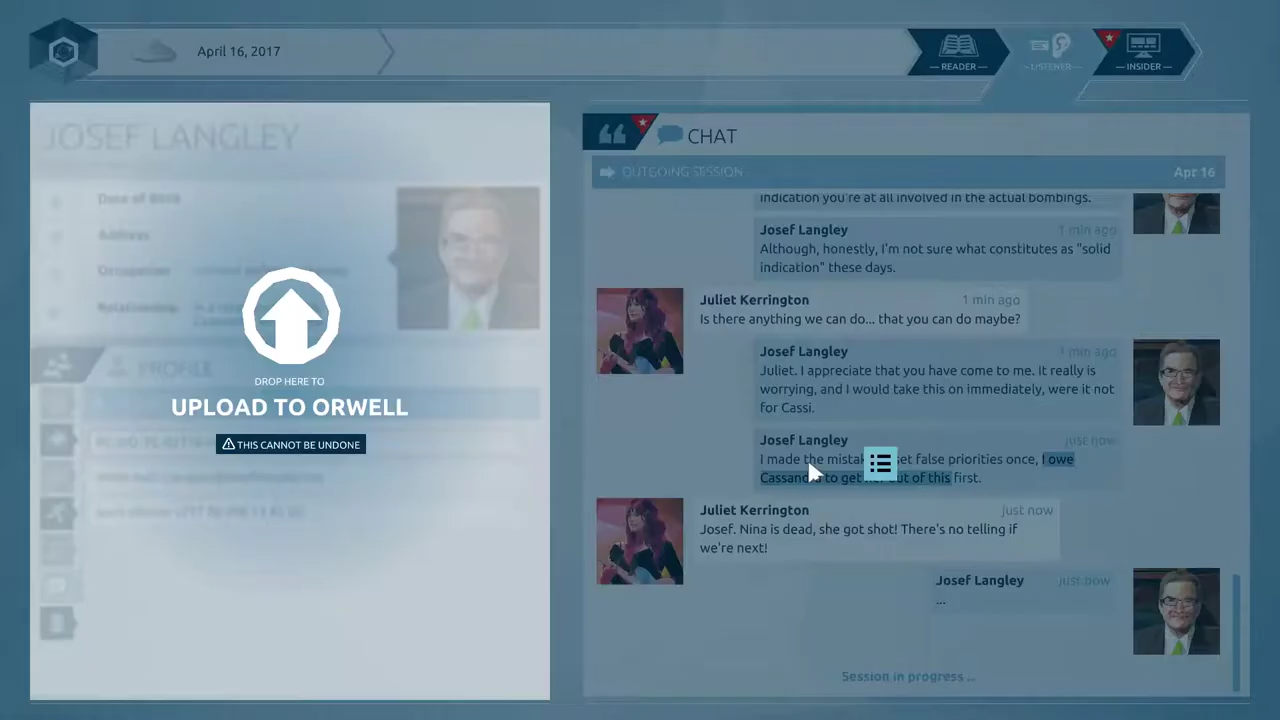 April 16, 2017
— READER —
— LISTENER —
— INSIDER —
JOSEF LANGLEY
Date of Birth
Address
Occupation
Relationship
PROFILE
DROP HERE TO
UPLOAD TO ORWELL
THIS CANNOT BE UNDONE
CHAT
OUTGOING SESSION
Apr 16
indication you're at all involved in the actual bombings.
Josef Langley 1 min ago
Although, honestly, I'm not sure what constitutes as "solid
indication" these days.
Juliet Kerrington 1 min ago
Is there anything we can do... that you can do maybe?
Josef Langley 1 min ago
Juliet. I appreciate that you have come to me. It really is
worrying, and I would take this on immediately, were it not
for Cassi.
Josef Langley just now
I made the mistak set false priorities once, I owe
Cassand to get out of this first.
Juliet Kerrington just now
Josef. Nina is dead, she got shot! There's no telling if
we're next!
Josef Langley just now
...
Session in progress ..